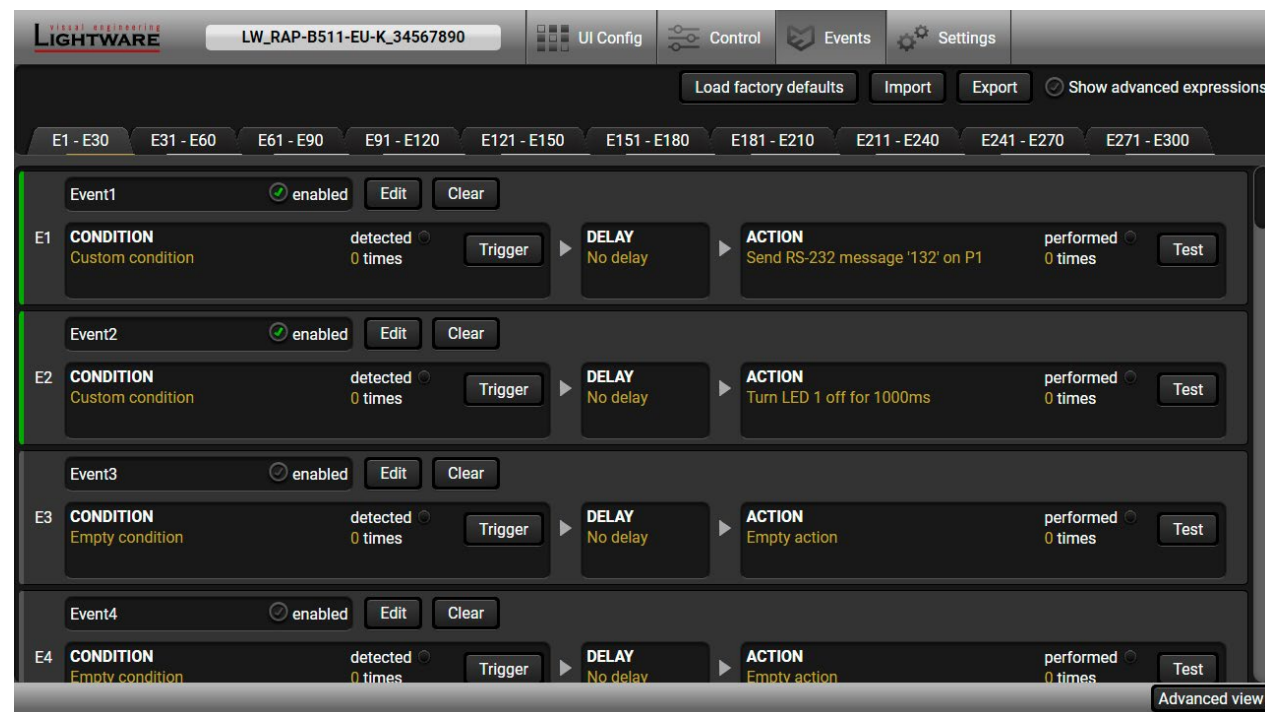 visual engineering
LIGHTWARE
LW_RAP-B511-EU-K_34567890
UI Config
Control
Events
Settings
Load factory defaults
Import
Export
Show advanced expressions
E1 - E30
E31 - E60
E61 - E90
E91 - E120
E121 - E150
E151 - E180
E181 - E210
E211 - E240
E241 - E270
E271 - E300
Event1
enabled
Edit
Clear
E1
CONDITION
Custom condition
detected
0 times
Trigger
DELAY
No delay
ACTION
Send RS-232 message '132' on P1
performed
0 times
Test
Event2
enabled
Edit
Clear
E2
CONDITION
Custom condition
detected
0 times
Trigger
DELAY
No delay
ACTION
Turn LED 1 off for 1000ms
performed
0 times
Test
Event3
enabled
Edit
Clear
E3
CONDITION
Empty condition
detected
0 times
Trigger
DELAY
No delay
ACTION
Empty action
performed
0 times
Test
Event4
enabled
Edit
Clear
E4
CONDITION
Empty condition
detected
0 times
Trigger
DELAY
No delay
ACTION
Empty action
performed
0 times
Test
Advanced view